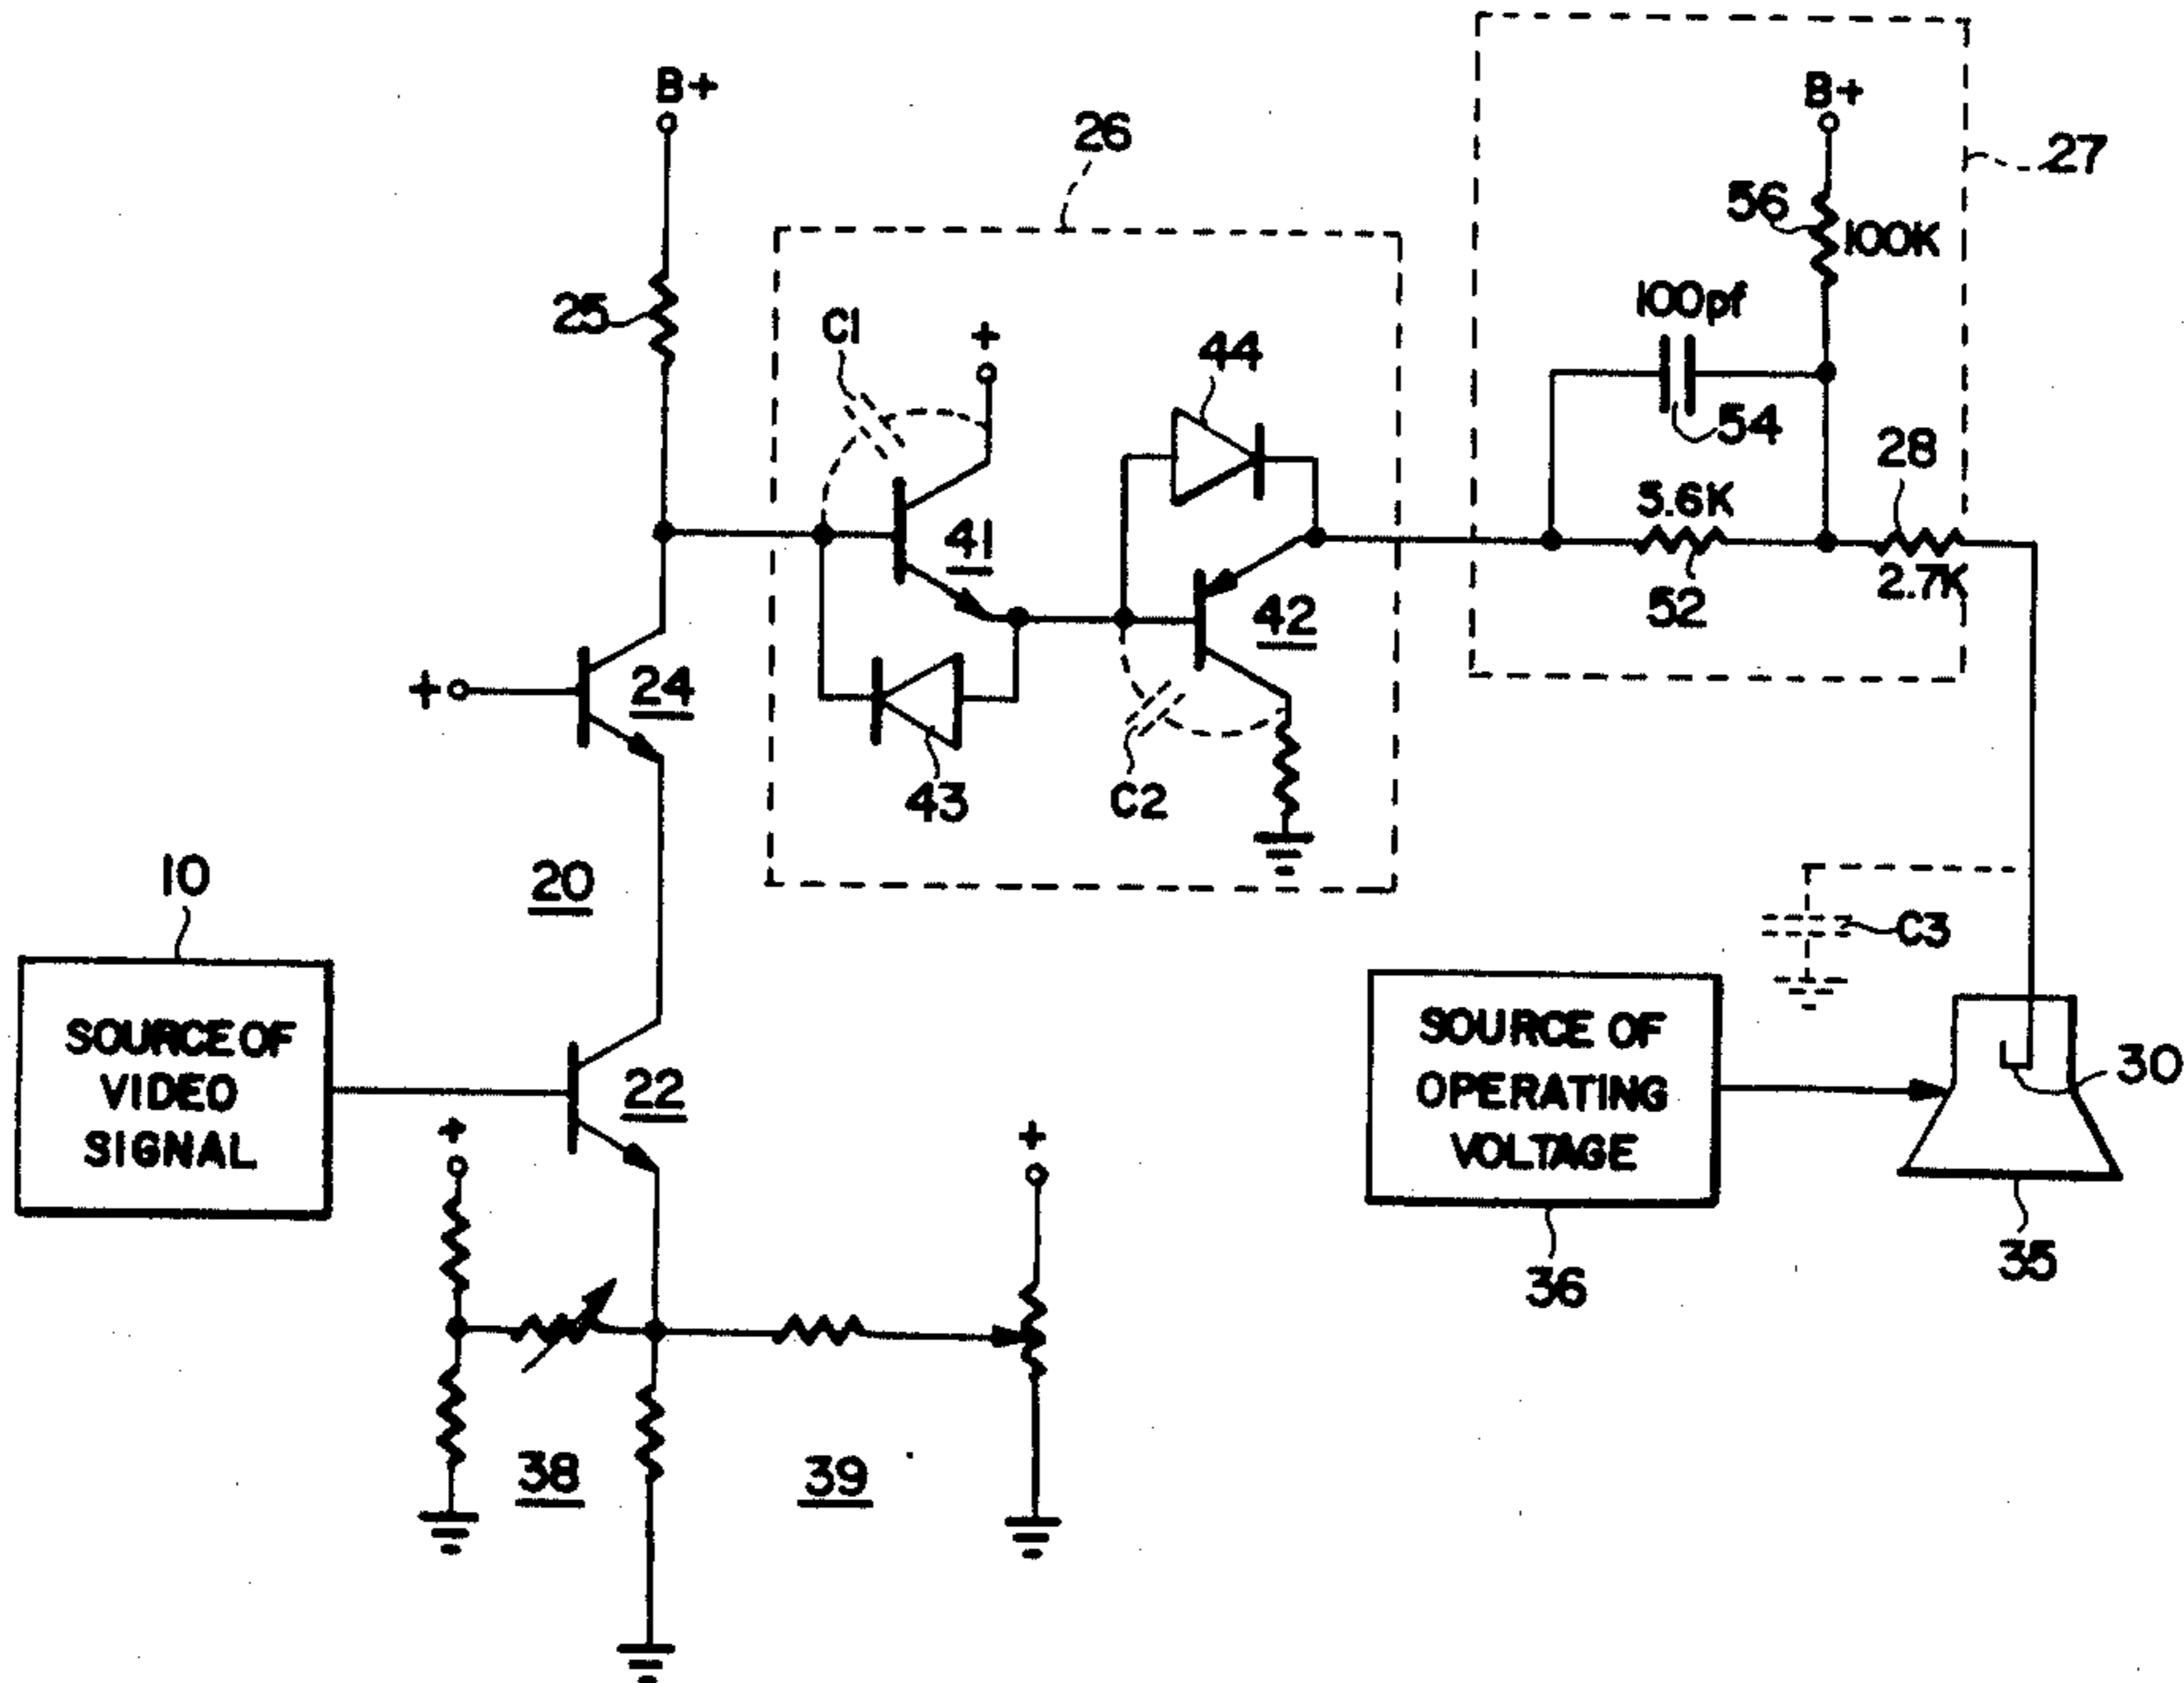 B+
B+
26
27
56
100K
25
C1
+
100pf
44
54
28
41
5.6K
2.7K
52
42
+
24
43
C2
10
20
C3
SOURCE OF
VIDEO
SIGNAL
22
SOURCE OF
OPERATING
VOLTAGE
30
+
+
36
35
38
39